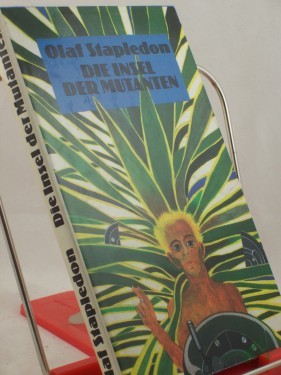 Olaf Stapledon
DIE INSEL
DER MUTANTEN
Olaf Stapledon Die Insel der Mutanten